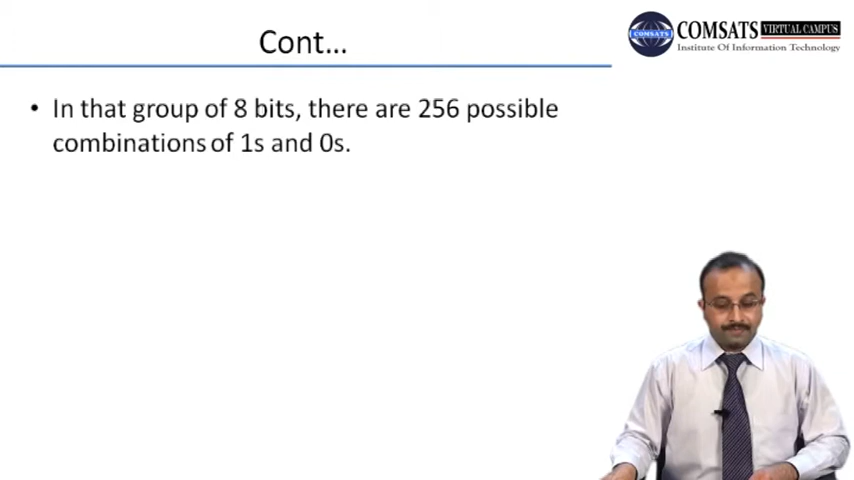 Cont...
COMSATS VIRTUAL CAMPUS
COMSATS
Institute Of Information Technology
• In that group of 8 bits, there are 256 possible
combinations of 1s and 0s.